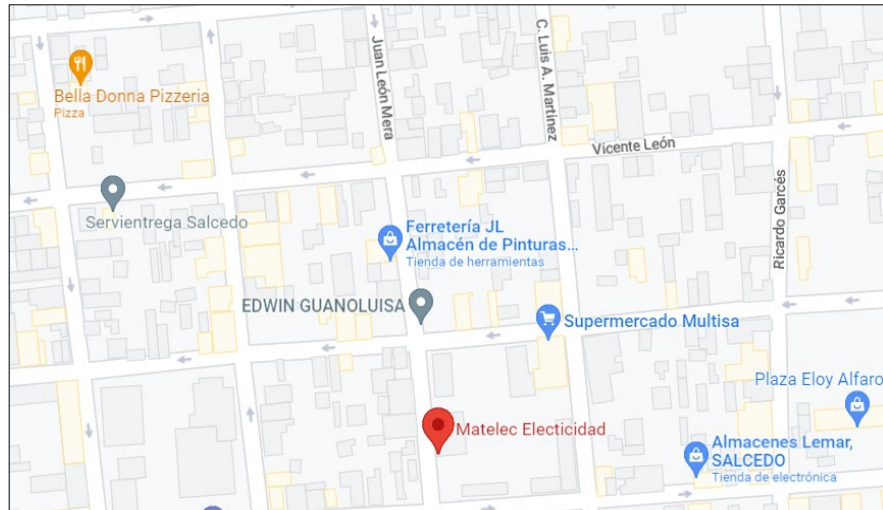 Bella Donna Pizzeria
Pizza
Juan León Mera
C. Luis A. Martinez
Vicente León
Ricardo Garcés
Servientrega Salcedo
Ferretería JL
Almacén de Pinturas...
Tienda de herramientas
EDWIN GUANOLUISA
Supermercado Multisa
Plaza Eloy Alfaro
Matelec Electicidad
Almacenes Lemar,
SALCEDO
Tienda de electrónica